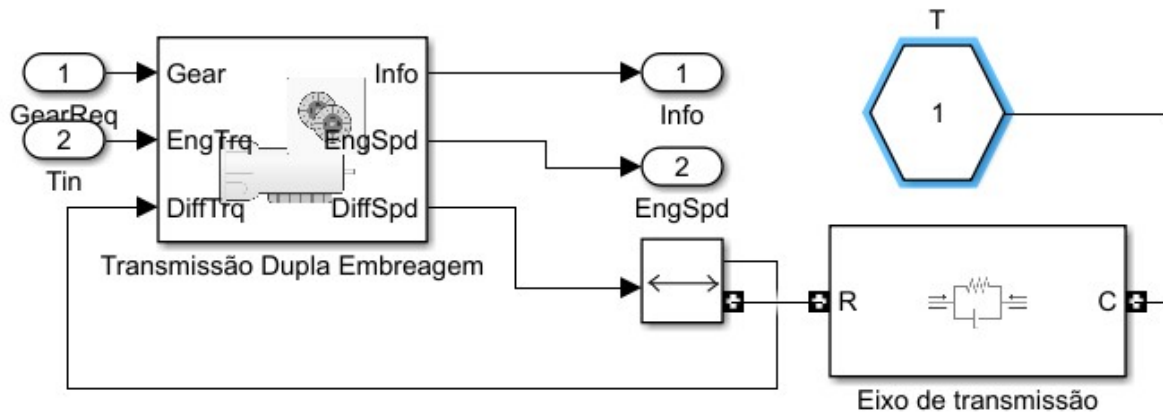 T
1
Gear
Info
1
GearReq
Info
1
2
EngTrq
EngSpd
2
Tin
EngSpd
DiffTrq
DiffSpd
Transmissão Dupla Embreagem
R
C
Eixo de transmissão